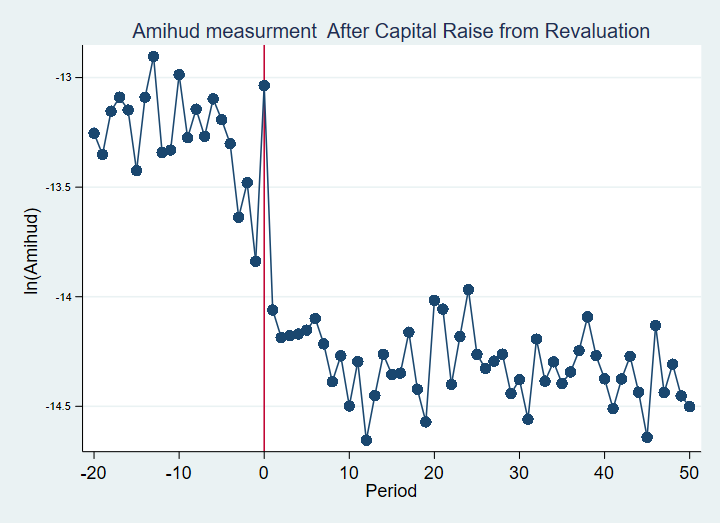 Amihud measurment  After Capital Raise from Revaluation
ln(Amihud)
-13
-13.5
-14
-14.5
-20 -10 0 10 20 30 40 50
Period